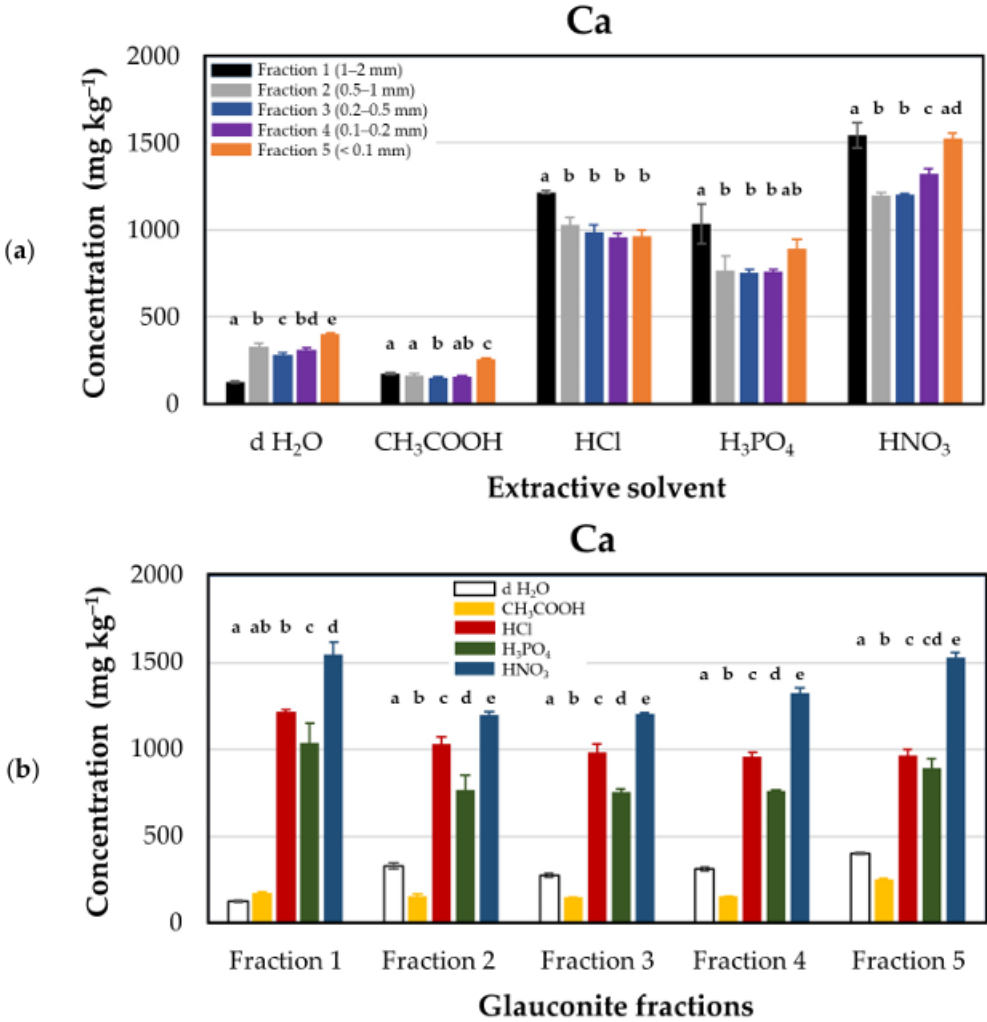 Ca
(a)
Concentration (mg kg⁻¹)
2000
1500
1000
500
0
Fraction 1 (1–2 mm)
Fraction 2 (0.5–1 mm)
Fraction 3 (0.2–0.5 mm)
Fraction 4 (0.1–0.2 mm)
Fraction 5 (< 0.1 mm)
a b c bd e
a a b ab c
a b b b b
a b b b ab
a b b c ad
d H₂O CH₃COOH HCl H₃PO₄ HNO₃
Extractive solvent
Ca
(b)
Concentration (mg kg⁻¹)
2000
1500
1000
500
0
d H₂O
CH₃COOH
HCl
H₃PO₄
HNO₃
a ab b c d
a b c d e
a b c d e
a b c d e
a b c cd e
Fraction 1 Fraction 2 Fraction 3 Fraction 4 Fraction 5
Glauconite fractions